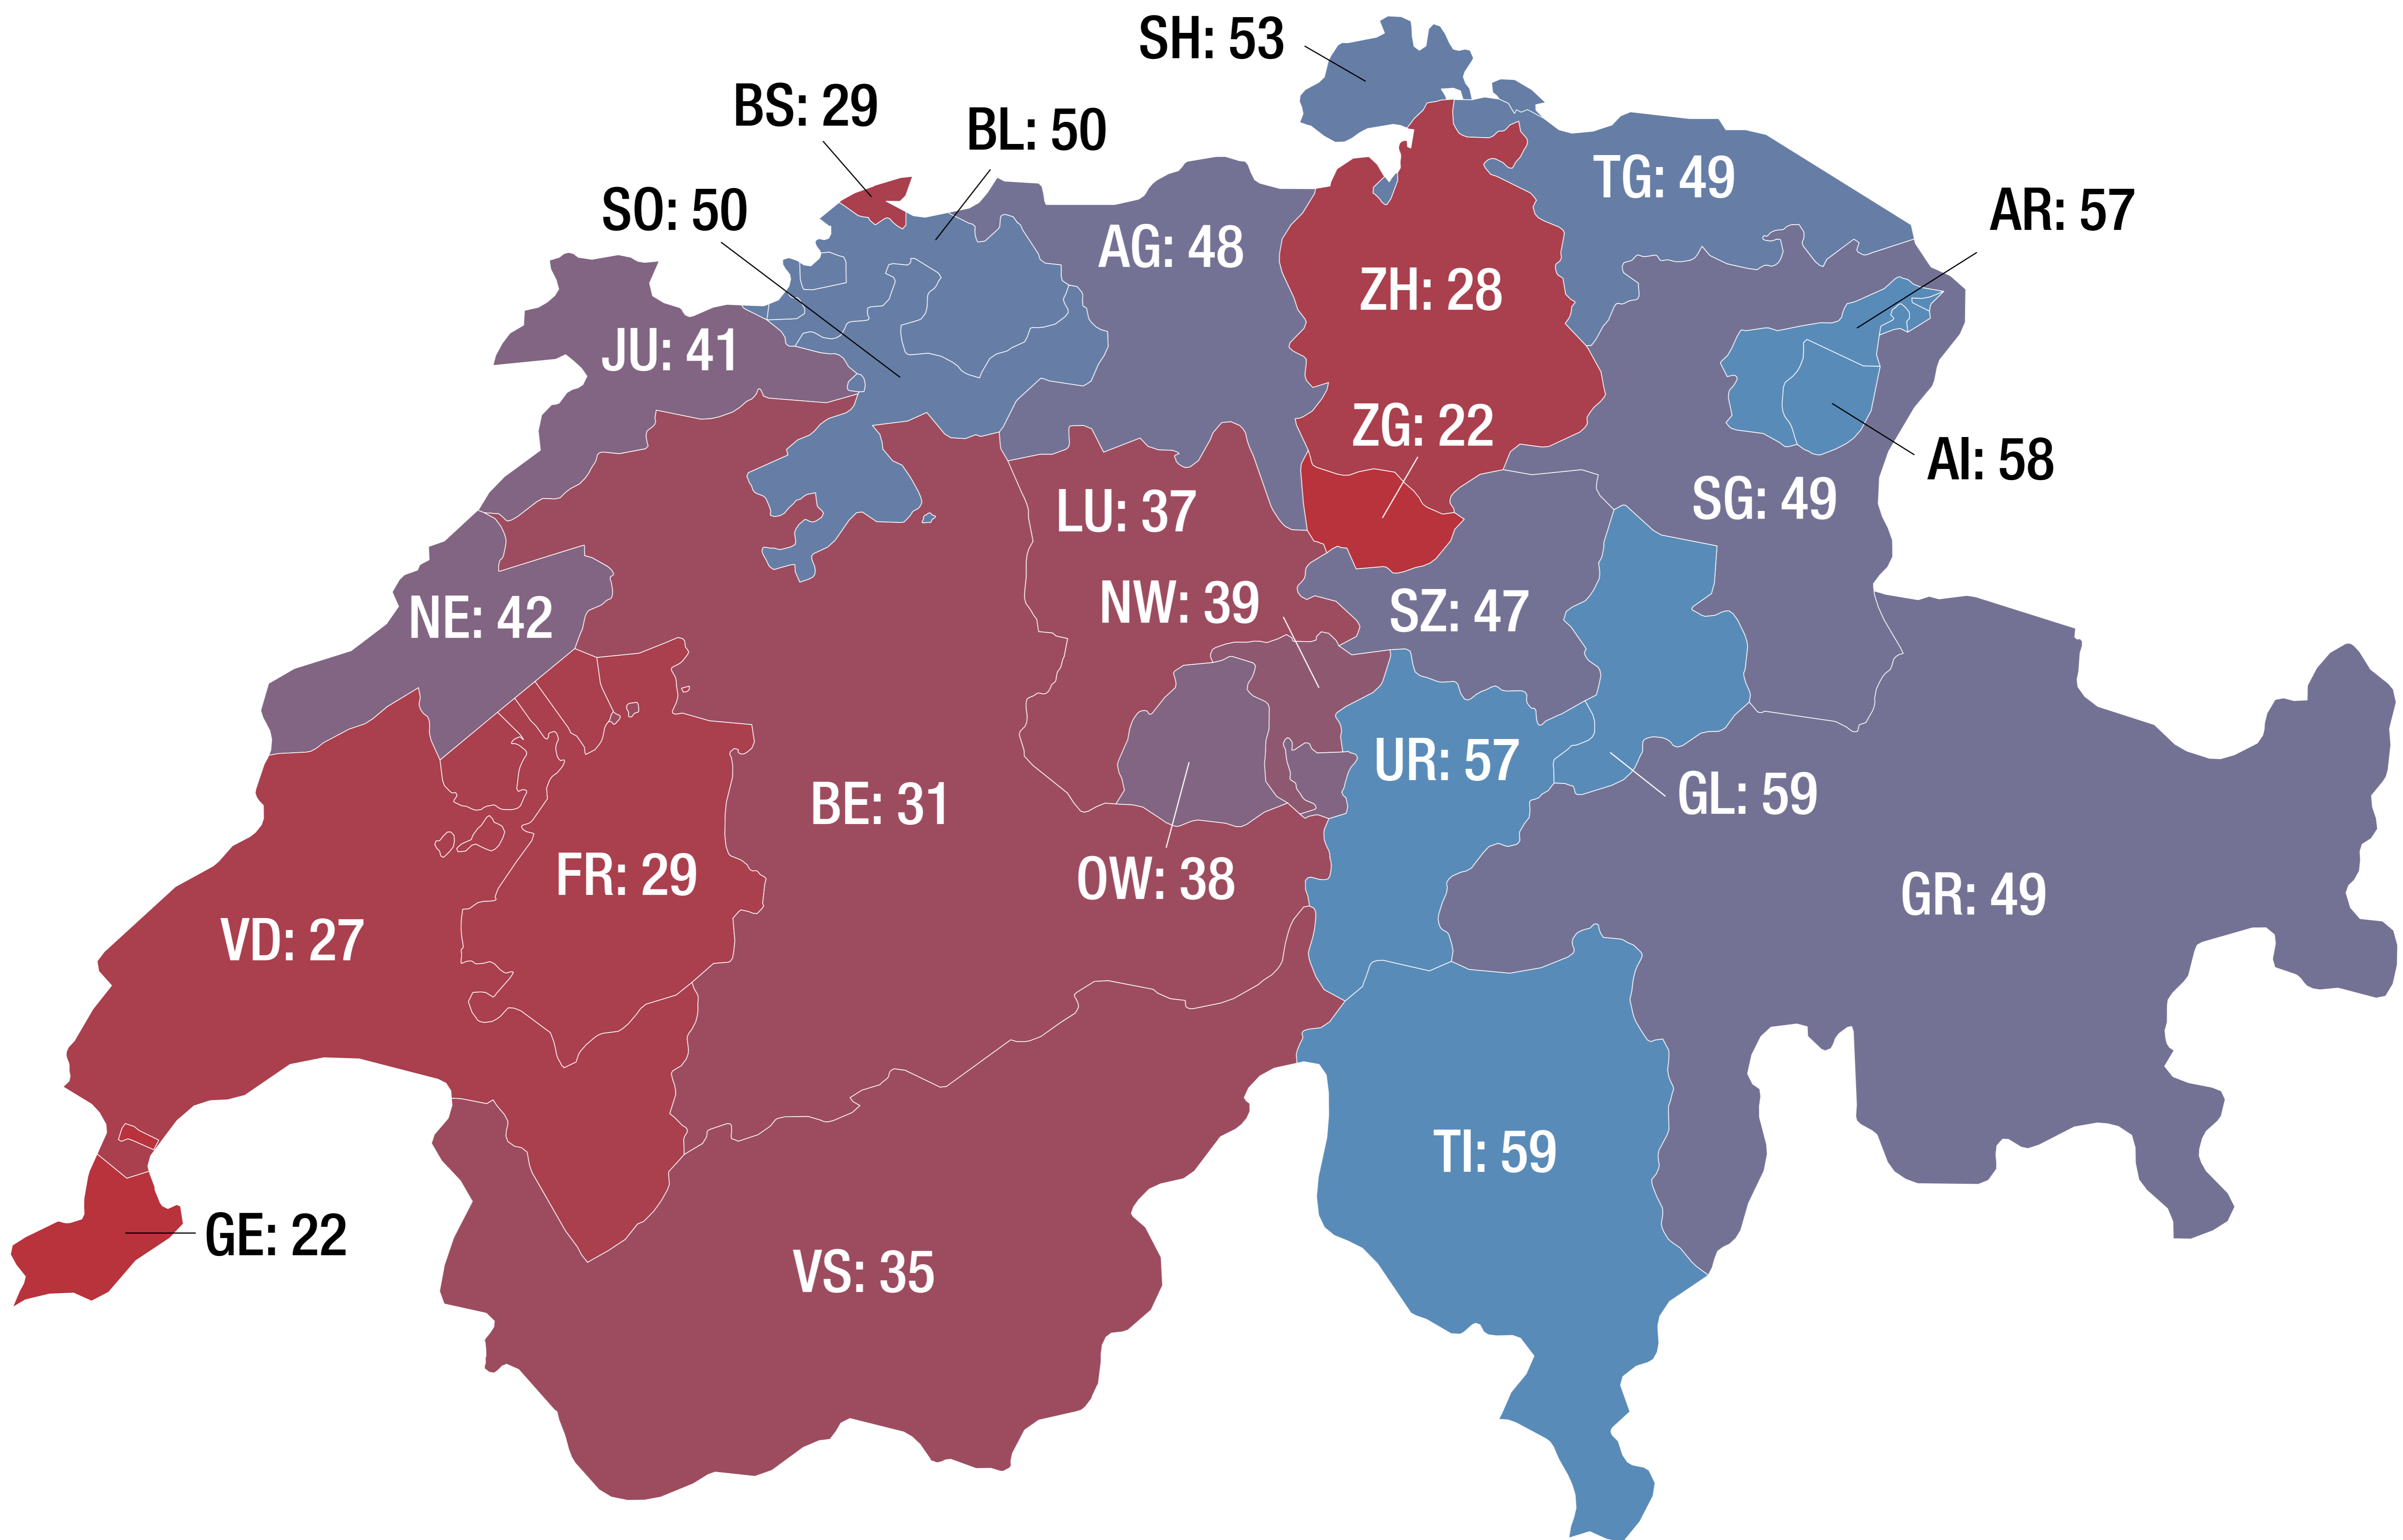 SH: 53
BS: 29
BL: 50
TG: 49
SO: 50
AR: 57
AG: 48
ZH: 28
JU: 41
ZG: 22
AI: 58
SG: 49
LU: 37
NW: 39
SZ: 47
NE: 42
UR: 57
GL: 59
BE: 31
FR: 29
OW: 38
GR: 49
VD: 27
TI: 59
GE: 22
VS: 35